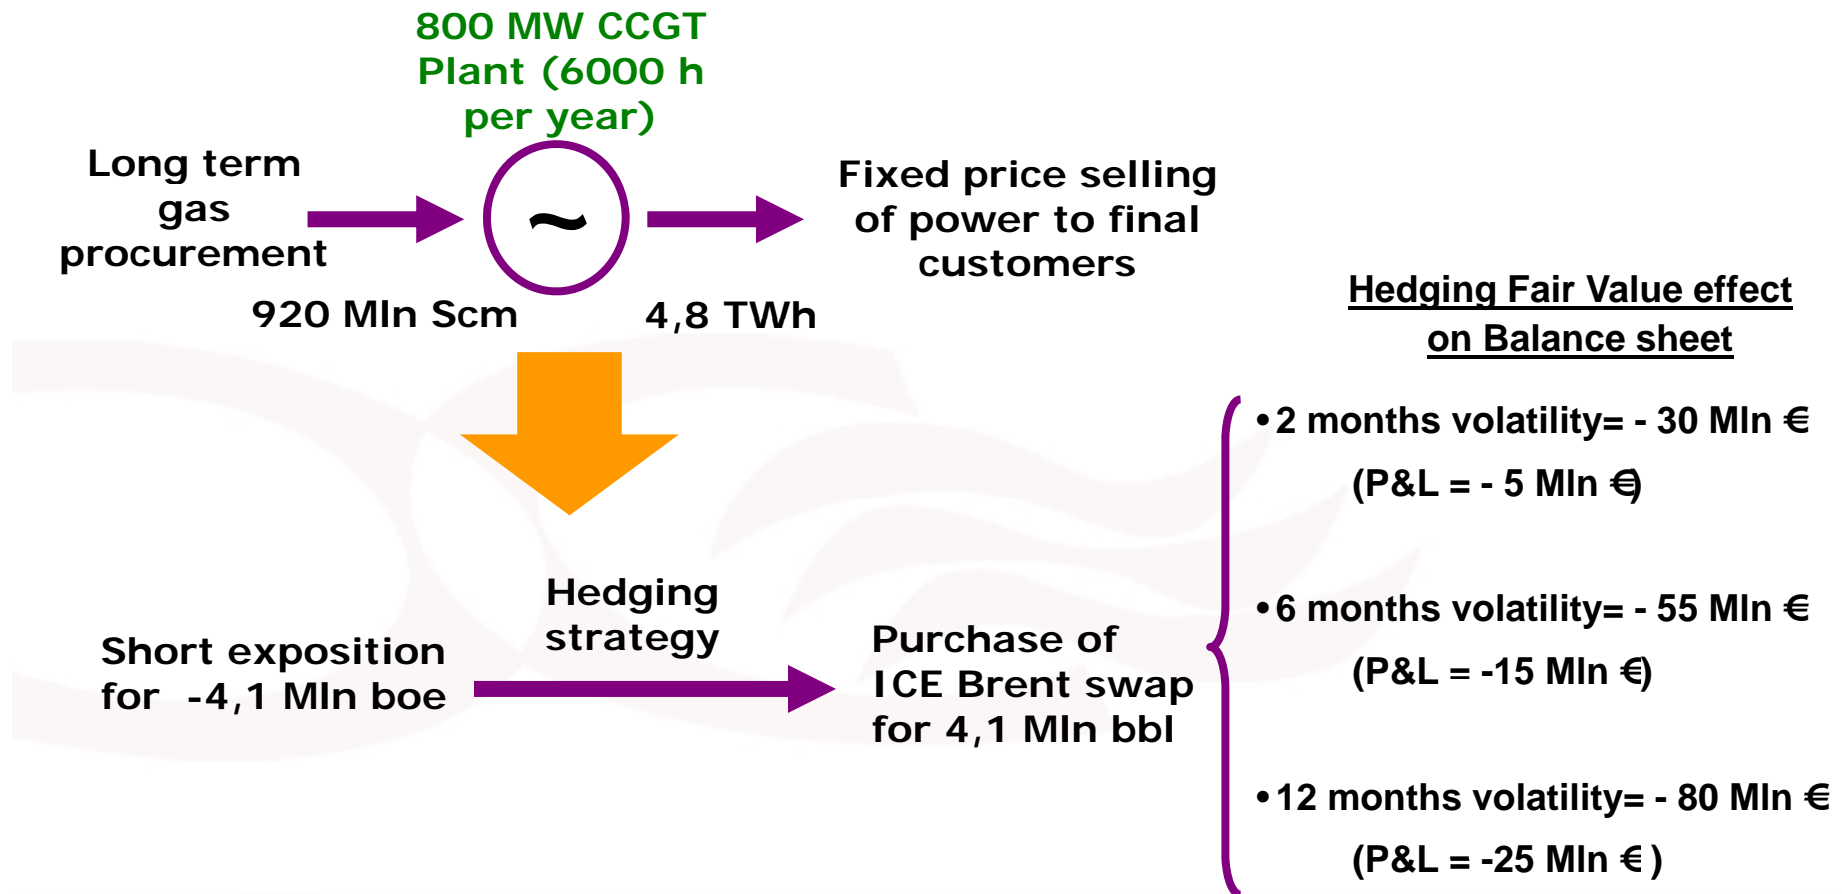 800 MW CCGT
Plant (6000 h
per year)
Long term
gas
procurement
~
Fixed price selling
of power to final
customers
920 Mln Scm
4,8 TWh
Hedging Fair Value effect
on Balance sheet
•2 months volatility= - 30 Mln €
(P&L = - 5 Mln €)
Hedging
strategy
•6 months volatility= - 55 Mln €
(P&L = -15 Mln €)
Short exposition
for -4,1 Mln boe
Purchase of
ICE Brent swap
for 4,1 Mln bbl
•12 months volatility= - 80 Mln €
(P&L = -25 Mln € )